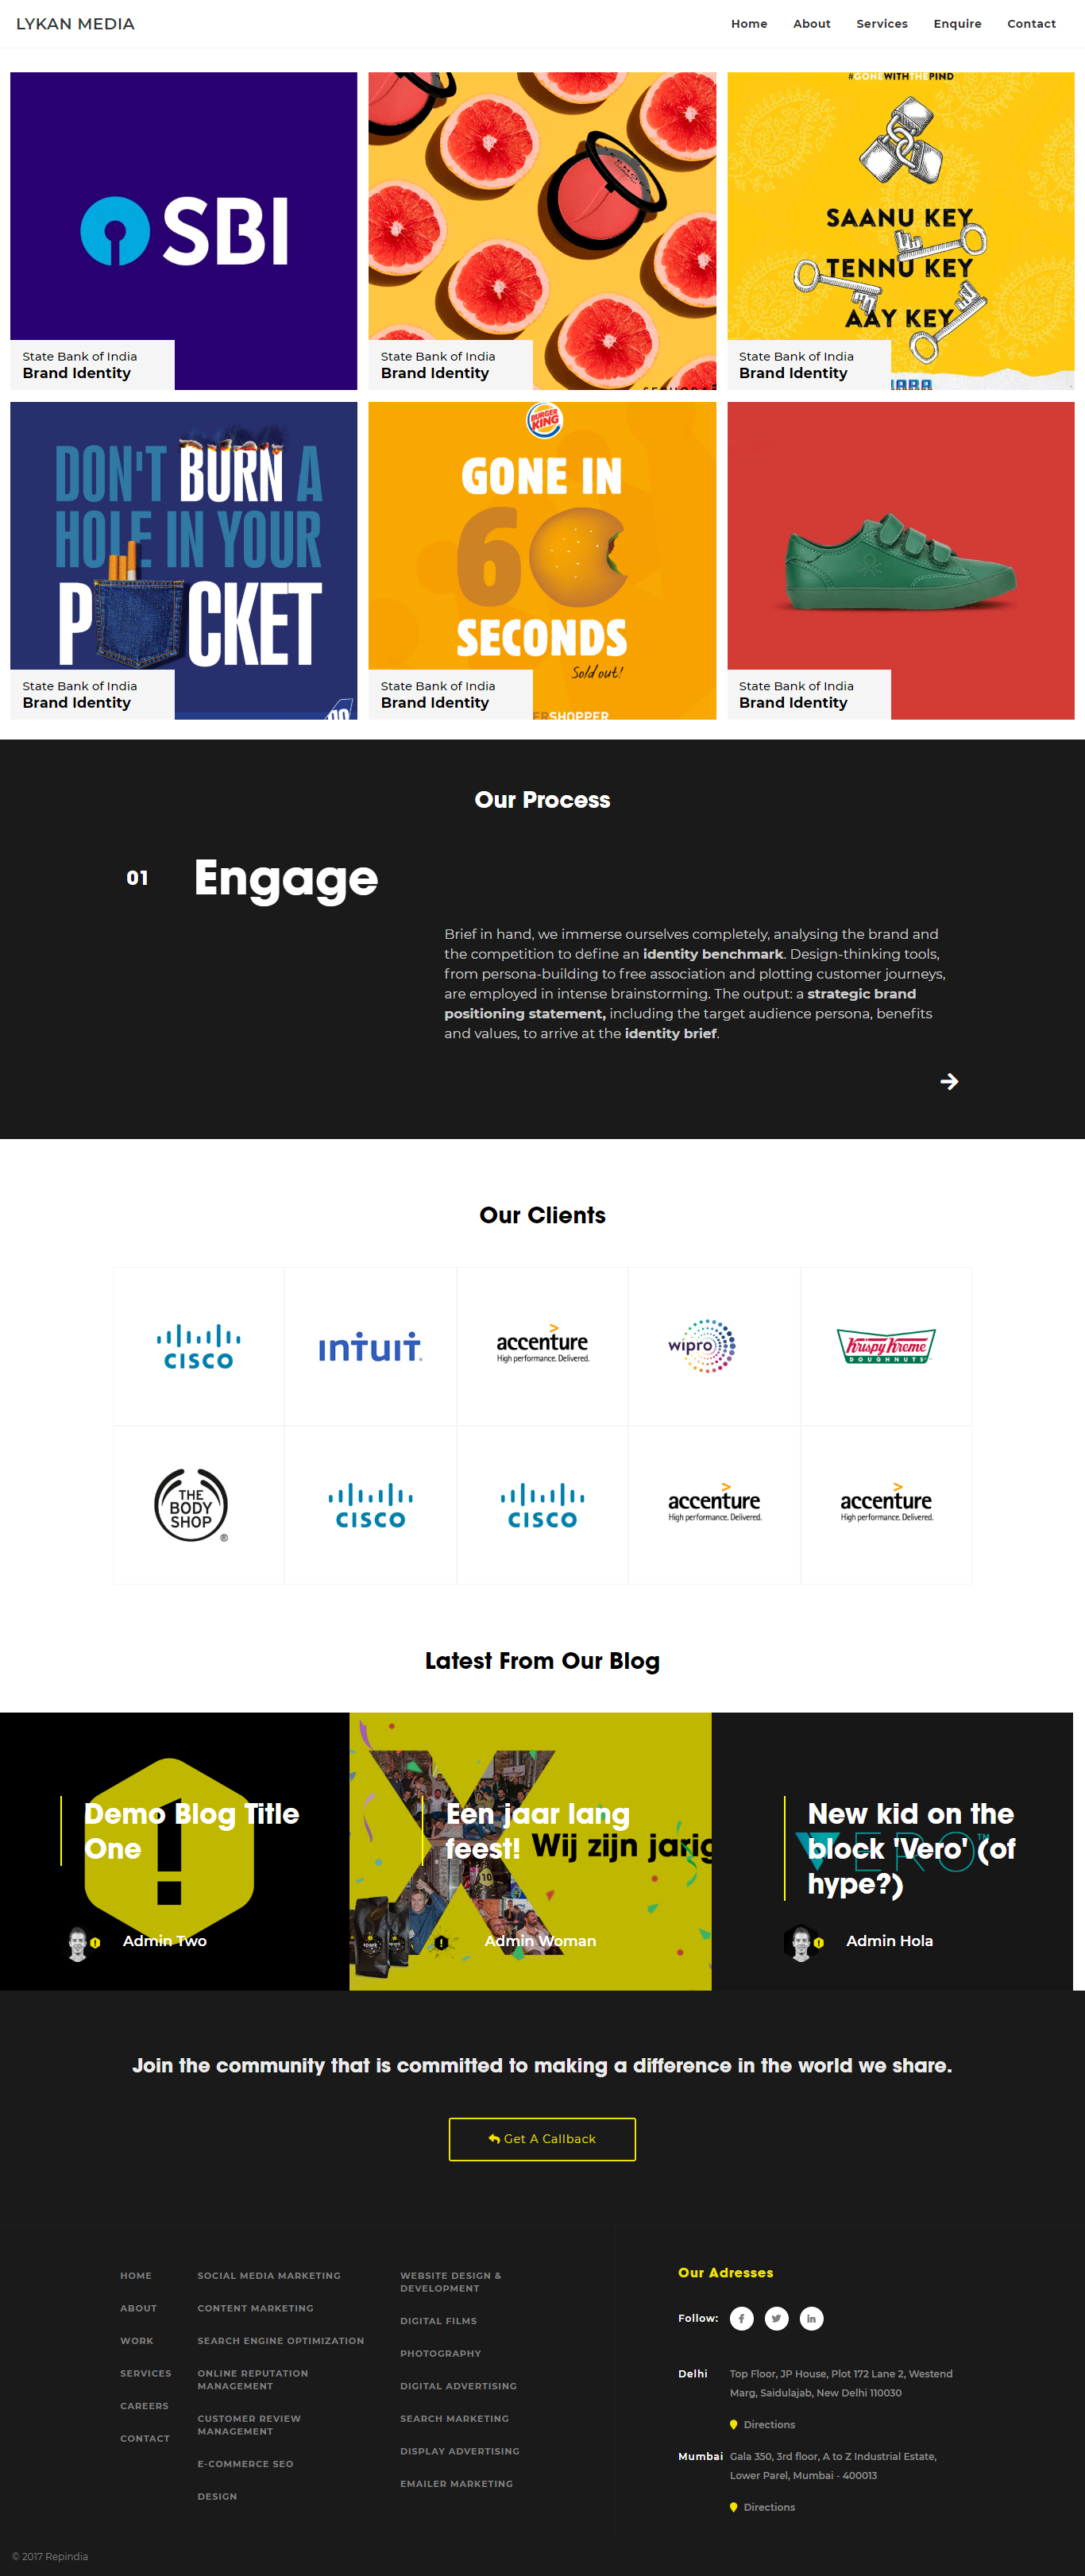 LYKAN MEDIA
Home About Services Enquire Contact
SBI
State Bank of India
Brand Identity
State Bank of India
Brand Identity
#GONEWITHTHEPIND
SAANU KEY
TENNU KEY
AAY KEY
State Bank of India
Brand Identity
DON'T BURN A
HOLE IN YOUR
POCKET
State Bank of India
Brand Identity
BURGER
KING
GONE IN
60
SECONDS
Sold out!
State Bank of India
Brand Identity
State Bank of India
Brand Identity
Our Process
01 Engage
Brief in hand, we immerse ourselves completely, analysing the brand and
the competition to define an identity benchmark. Design-thinking tools,
from persona-building to free association and plotting customer journeys,
are employed in intense brainstorming. The output: a strategic brand
positioning statement, including the target audience persona, benefits
and values, to arrive at the identity brief.
Our Clients
CISCO
INTUIT
accenture
High performance. Delivered.
wipro
Krispy Kreme
DOUGHNUTS
THE
BODY
SHOP
®
CISCO
CISCO
accenture
High performance. Delivered.
accenture
High performance. Delivered.
Latest From Our Blog
Demo Blog Title
One
Admin Two
Een jaar lang
feest!
Wij zijn jarig
Admin Woman
New kid on the
block 'Vero' (of
hype?)
VERO™
Admin Hola
Join the community that is committed to making a difference in the world we share.
Get A Callback
HOME
ABOUT
WORK
SERVICES
CAREERS
CONTACT
SOCIAL MEDIA MARKETING
CONTENT MARKETING
SEARCH ENGINE OPTIMIZATION
ONLINE REPUTATION
MANAGEMENT
CUSTOMER REVIEW
MANAGEMENT
E-COMMERCE SEO
DESIGN
WEBSITE DESIGN &
DEVELOPMENT
DIGITAL FILMS
PHOTOGRAPHY
DIGITAL ADVERTISING
SEARCH MARKETING
DISPLAY ADVERTISING
EMAILER MARKETING
Our Adresses
Follow:
Delhi Top Floor, JP House, Plot 172 Lane 2, Westend
Marg, Saidulajab, New Delhi 110030
Directions
Mumbai Gala 350, 3rd floor, A to Z Industrial Estate,
Lower Parel, Mumbai - 400013
Directions
© 2017 Repindia